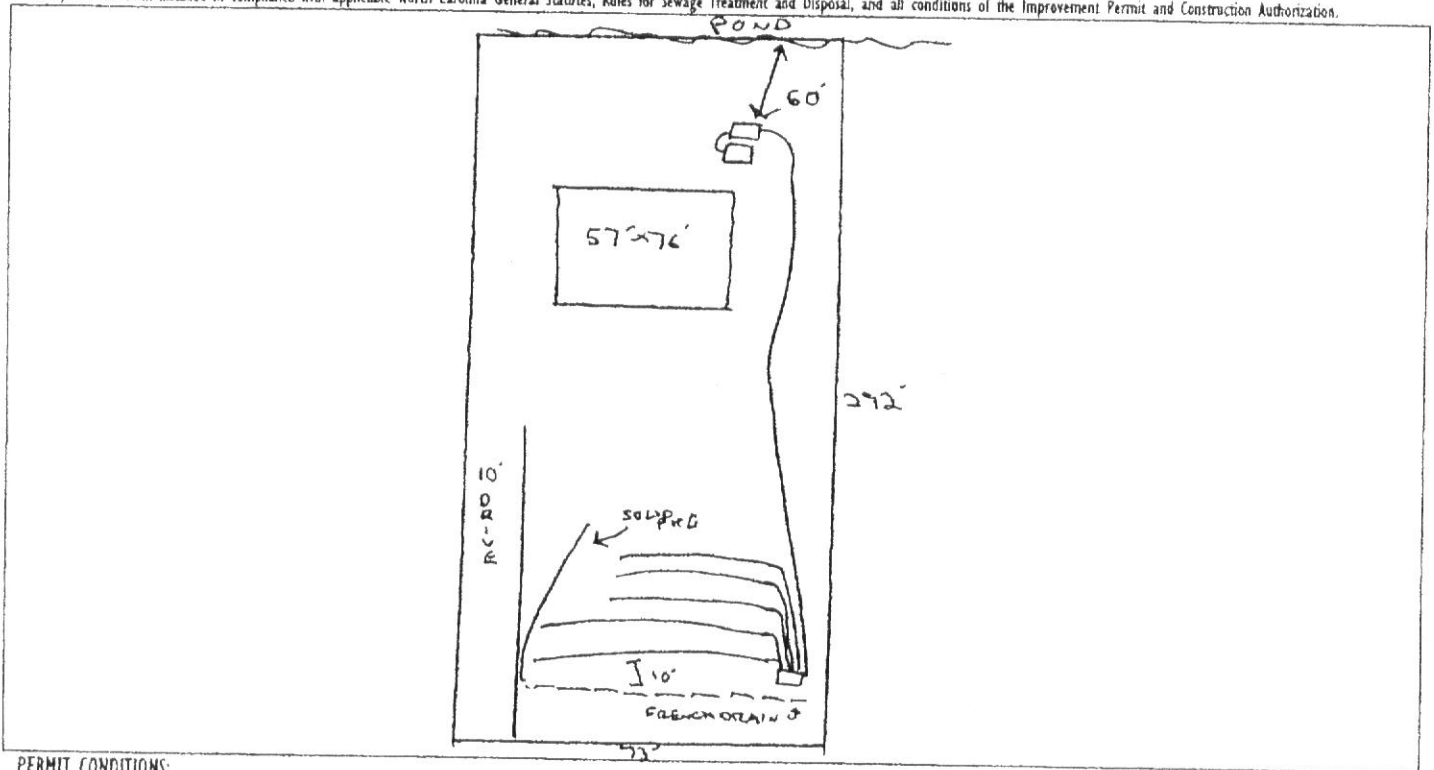 in compliance with applicable North Carolina General Statutes, Rules for Sewage Treatment and Disposal, and all conditions of the Improvement Permit and Construction Authorization.
POND
60'
57'x76'
292'
10'
DRIVE
SOLID
10'
FRENCH DRAIN
PERMIT CONDITIONS: